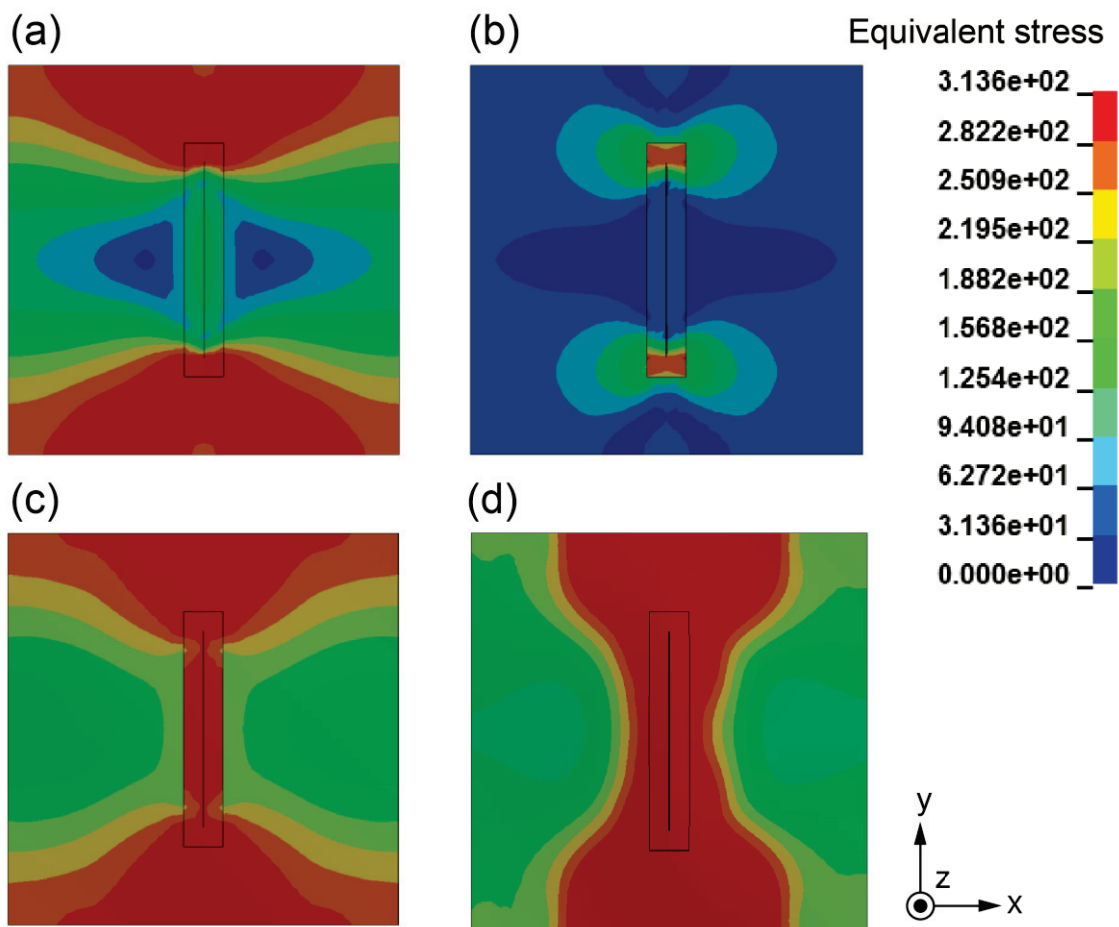 (a)
(b)
Equivalent stress
3.136e+02
2.822e+02
2.509e+02
2.195e+02
1.882e+02
1.568e+02
1.254e+02
9.408e+01
6.272e+01
3.136e+01
0.000e+00
(c)
(d)
y
z
x